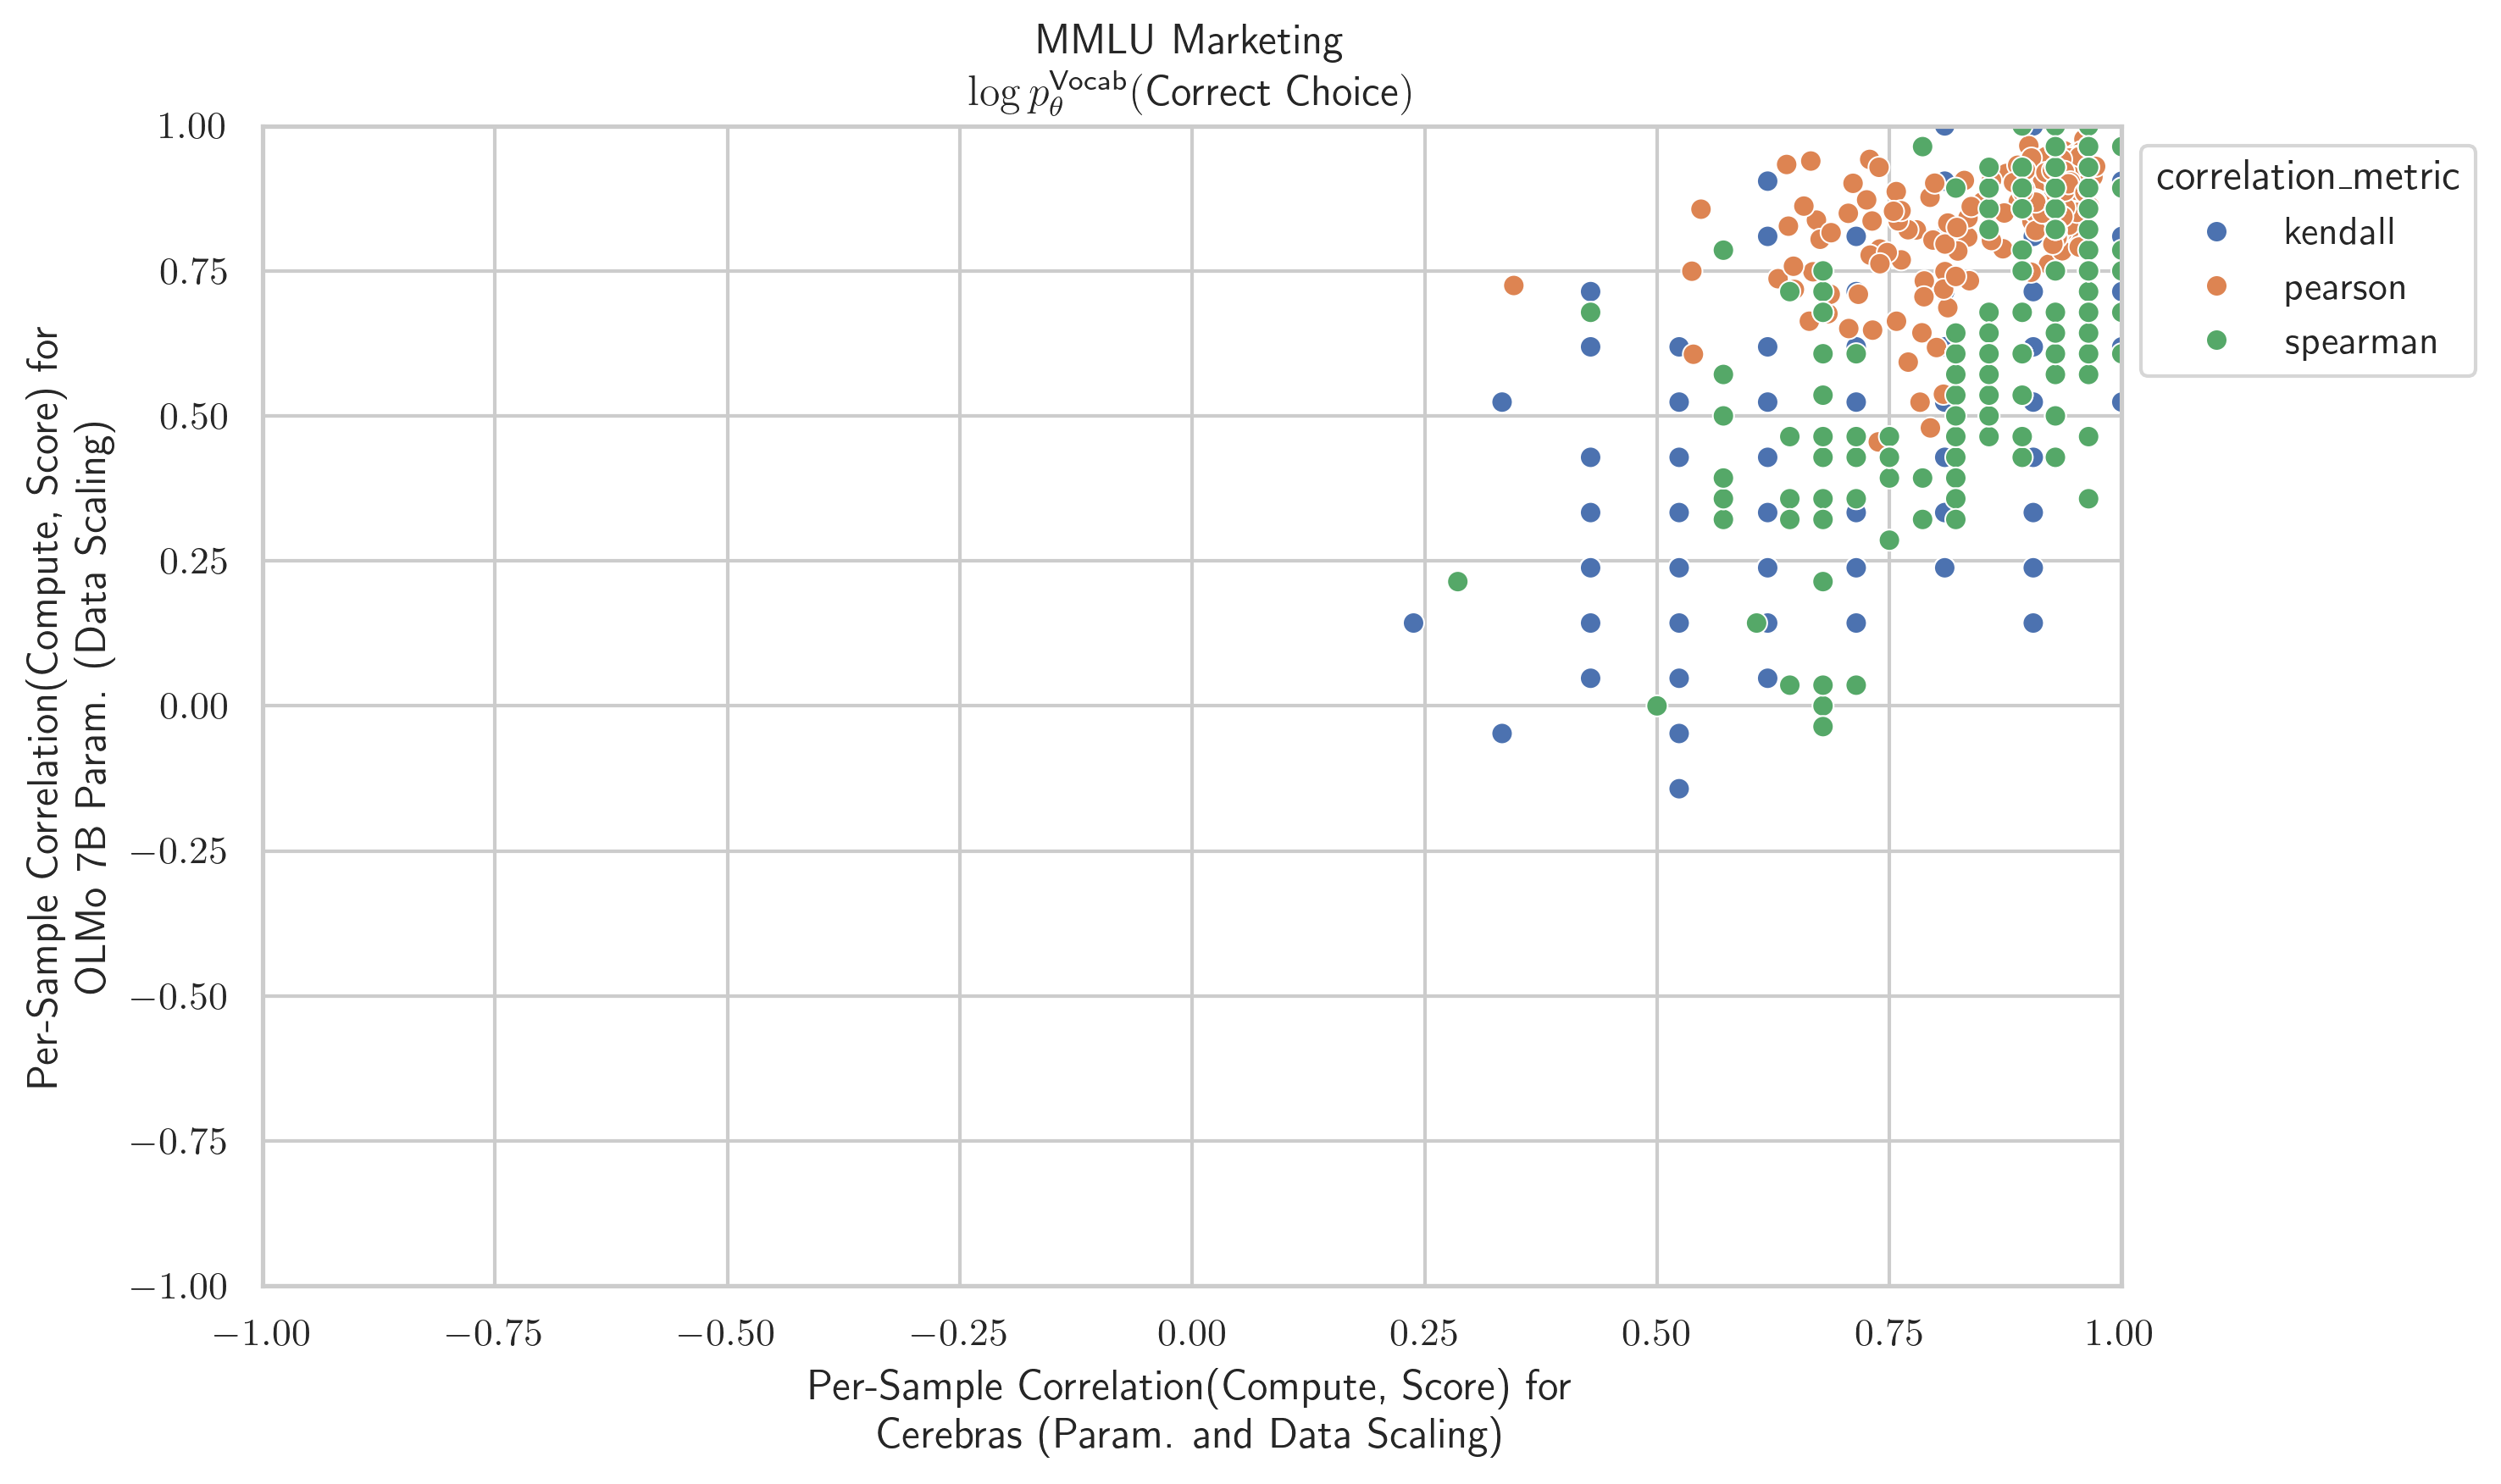 MMLU Marketing
log p_θ^Vocab(Correct Choice)
1.00
0.75
0.50
0.25
0.00
−0.25
−0.50
−0.75
−1.00
Per-Sample Correlation(Compute, Score) for
OLMo 7B Param. (Data Scaling)
correlation_metric
kendall
pearson
spearman
−1.00 −0.75 −0.50 −0.25 0.00 0.25 0.50 0.75 1.00
Per-Sample Correlation(Compute, Score) for
Cerebras (Param. and Data Scaling)